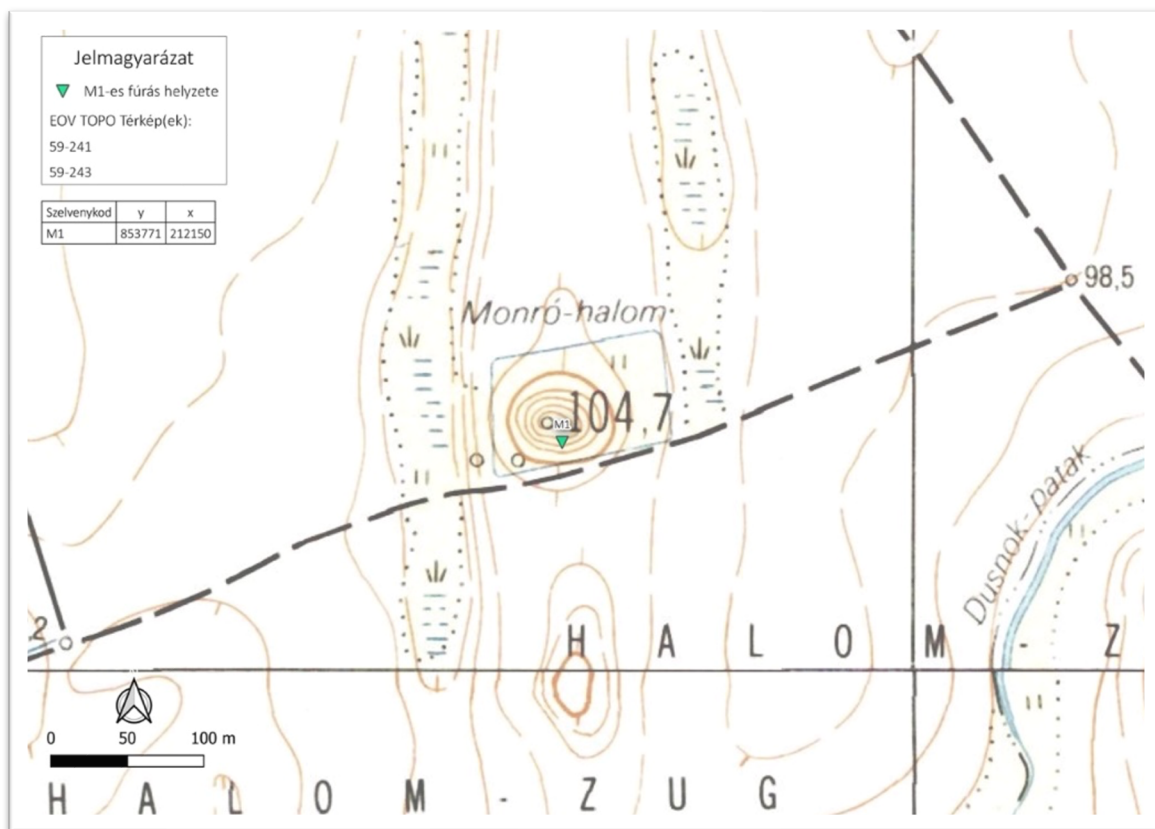 Jelmagyarázat
M1-es fúrás helyzete
EOV TOPO Térkép(ek):
59-241
59-243
Szelvenykod y x
M1 853771 212150
98,5
Monró-halom
104,7
M1
Dusnok-patak
,2
H A L O M - Z
0 50 100 m
H A L O M - Z U G